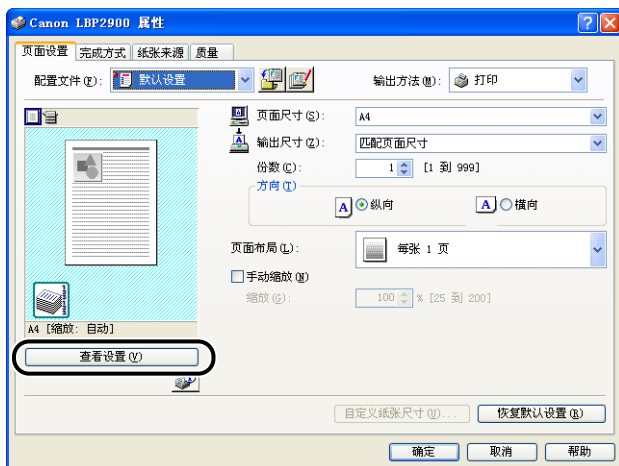 Canon LBP2900 属性
页面设置 完成方式 纸张来源 质量
配置文件(F): 默认设置 输出方法(M): 打印
页面尺寸(S): A4
输出尺寸(Z): 匹配页面尺寸
份数(C): 1 [1 到 999]
方向(T)
A 纵向 A 横向
页面布局(L): 每张 1 页
手动缩放(N)
缩放(G): 100 % [25 到 200]
A4 [缩放: 自动]
查看设置(V)
自定义纸张尺寸(U)... 恢复默认设置(R)
确定 取消 帮助